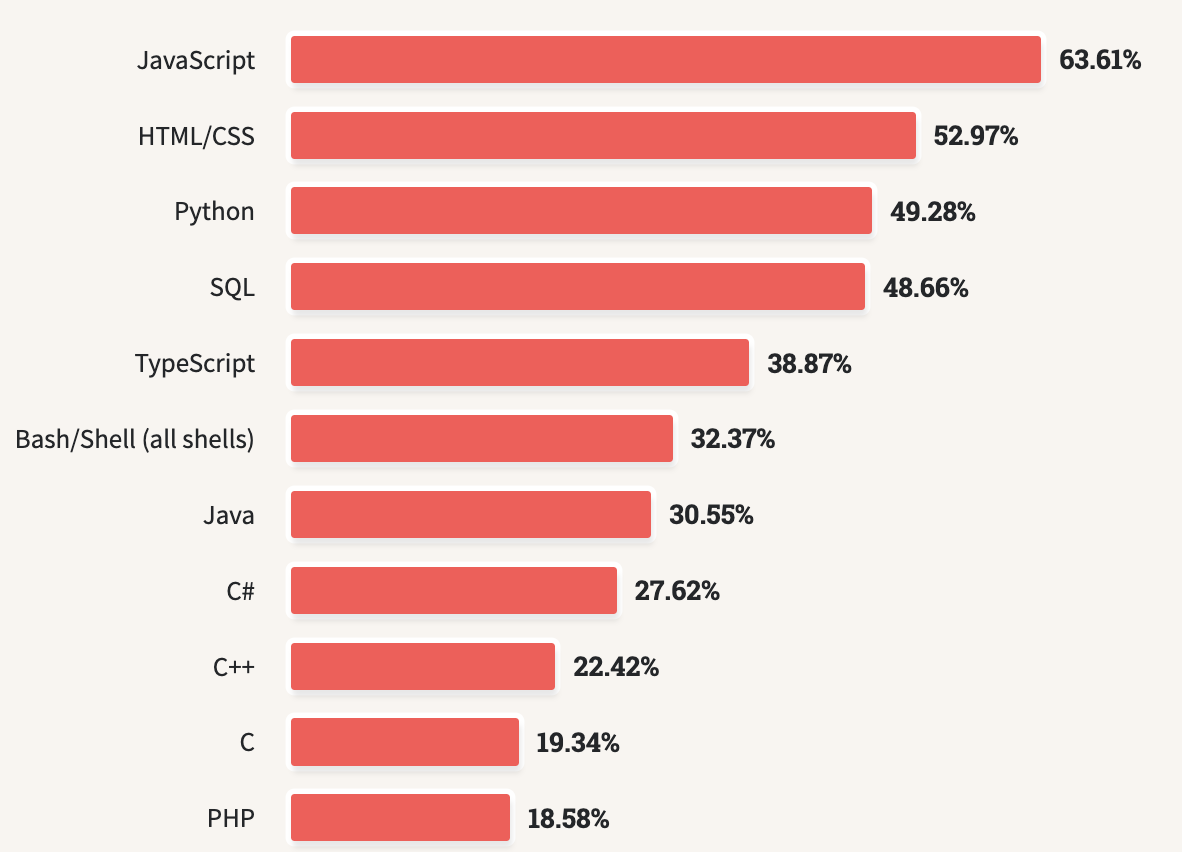 JavaScript 63.61%
HTML/CSS 52.97%
Python 49.28%
SQL 48.66%
TypeScript 38.87%
Bash/Shell (all shells) 32.37%
Java 30.55%
C# 27.62%
C++ 22.42%
C 19.34%
PHP 18.58%